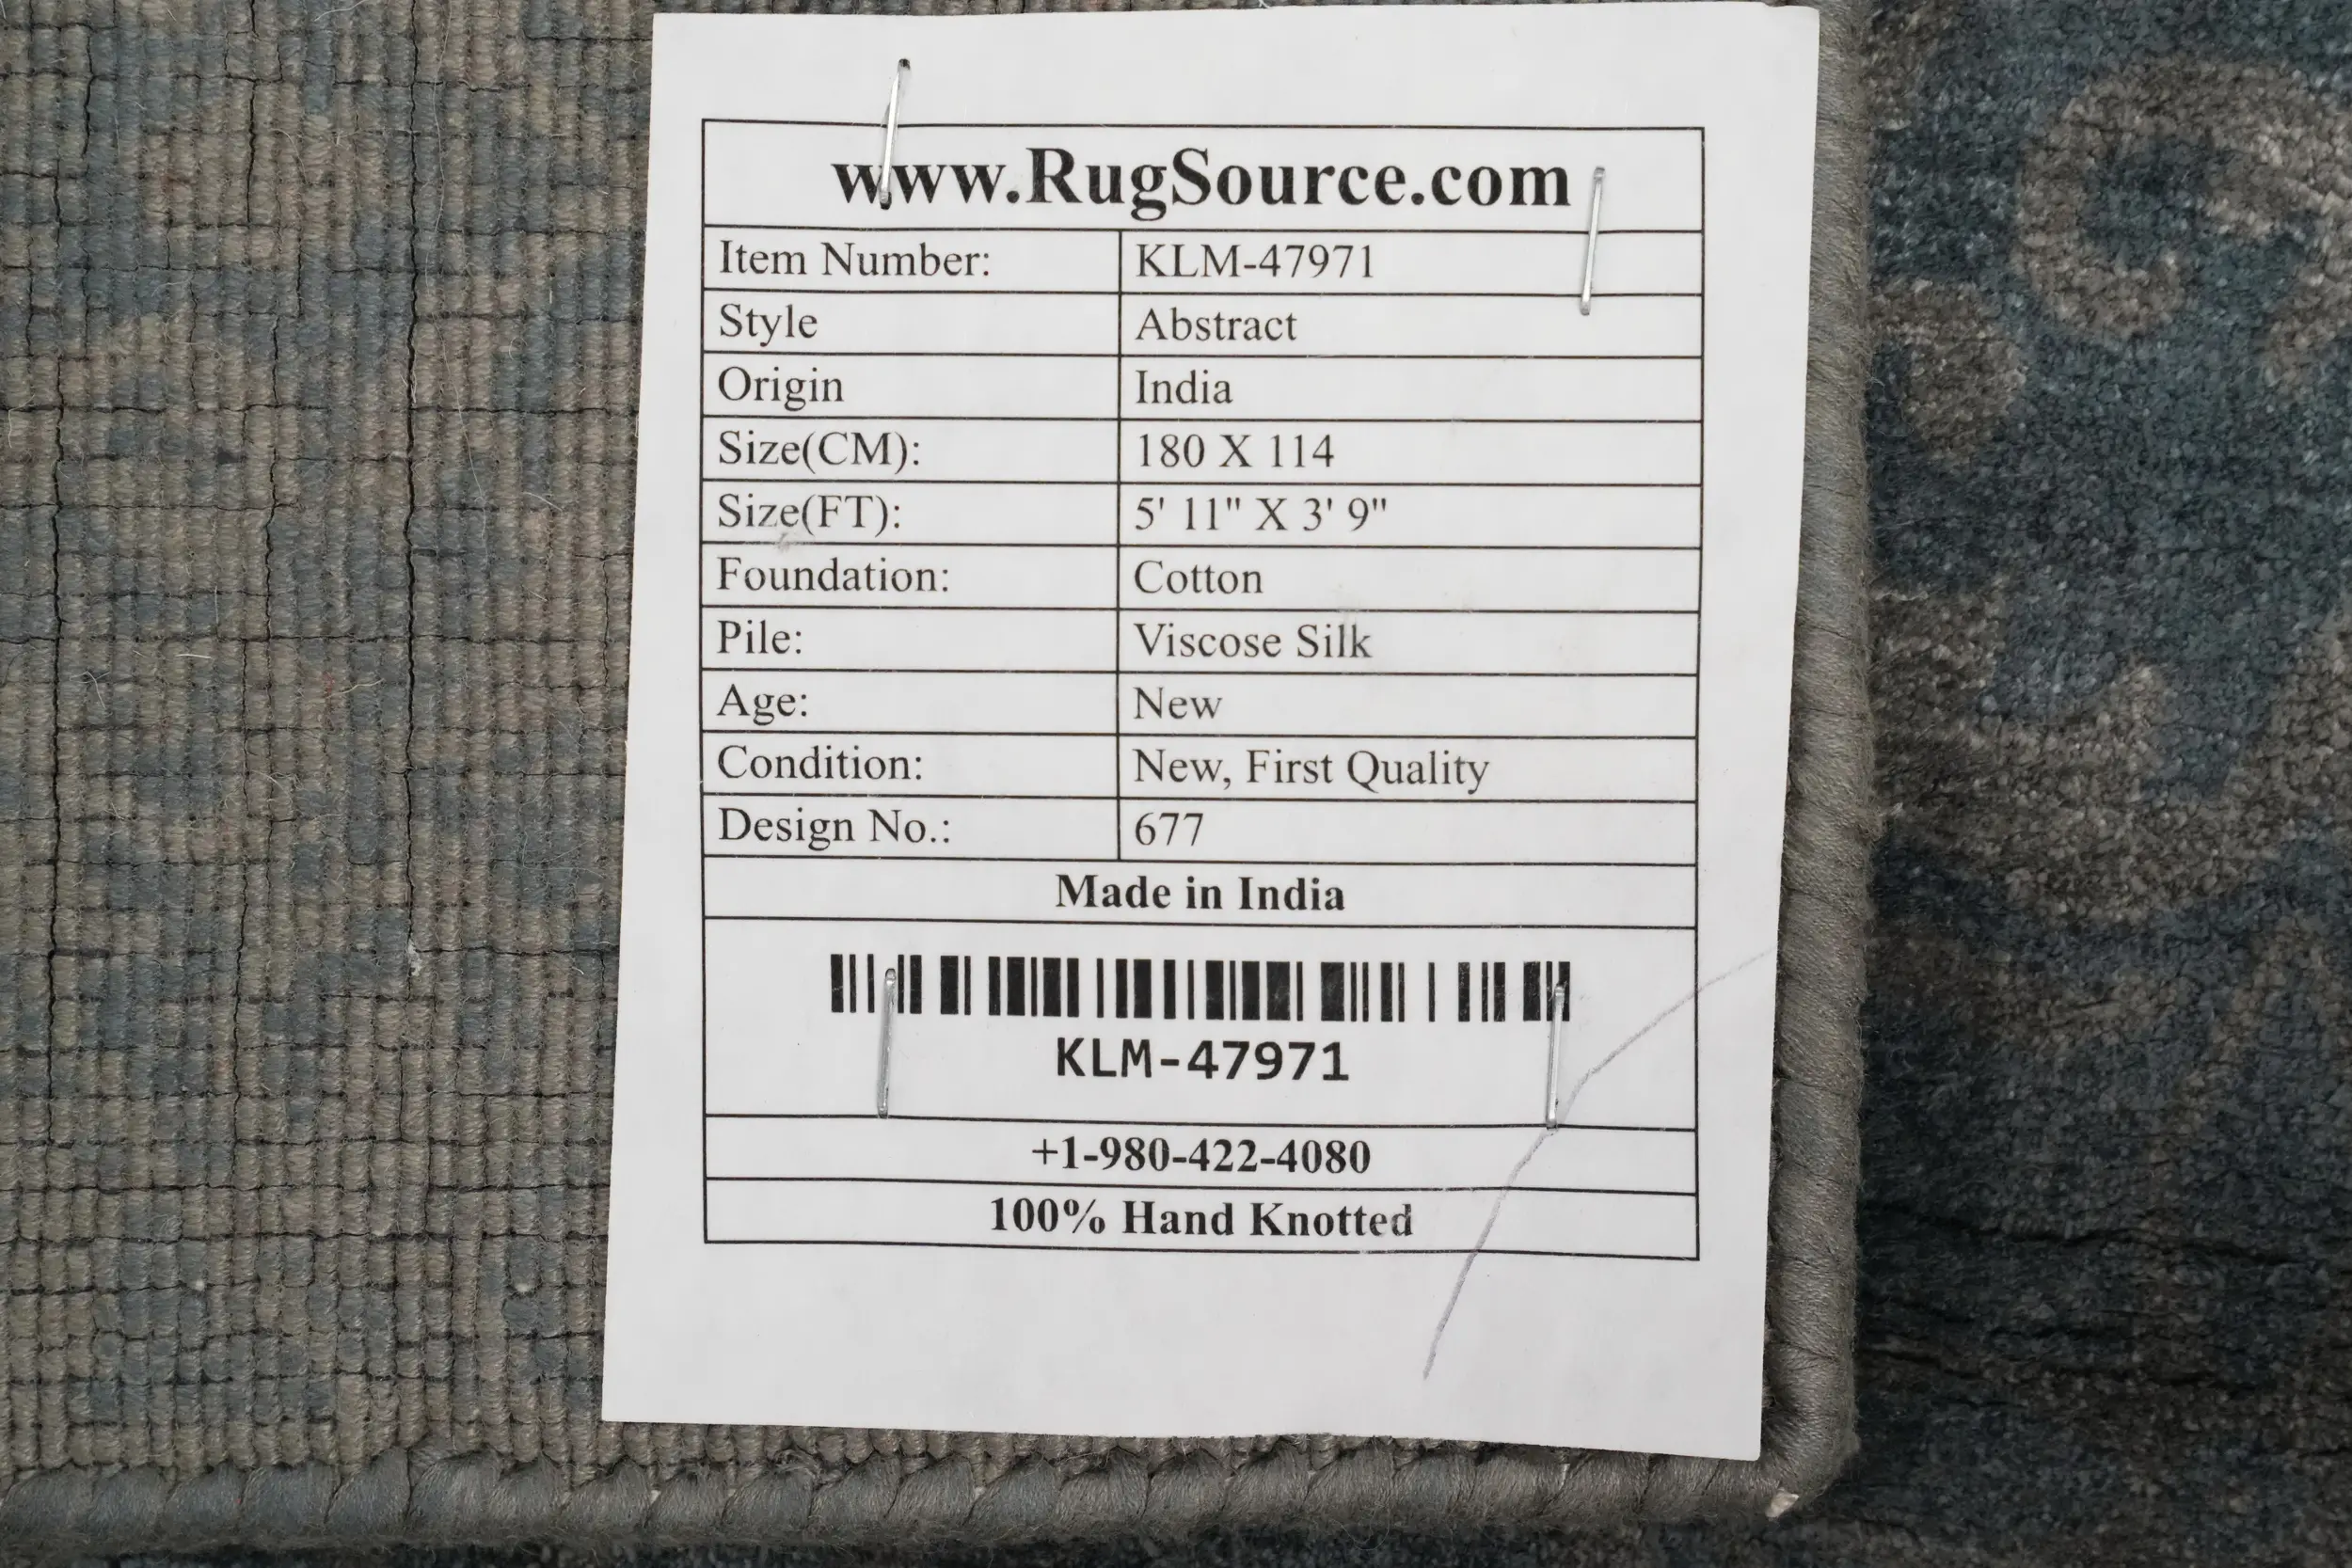 www.RugSource.com
Item Number: KLM-47971
Style Abstract
Origin India
Size(CM): 180 X 114
Size(FT): 5' 11" X 3' 9"
Foundation: Cotton
Pile: Viscose Silk
Age: New
Condition: New, First Quality
Design No.: 677
Made in India
KLM-47971
+1-980-422-4080
100% Hand Knotted